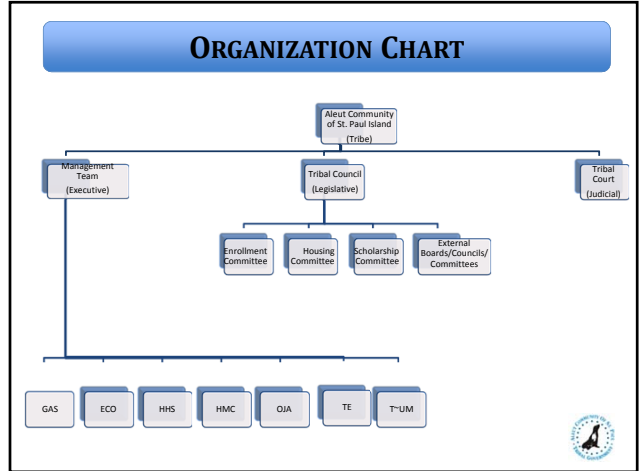 ORGANIZATION CHART
Aleut Community
of St. Paul Island
(Tribe)
Management
Team
(Executive)
Tribal Council
(Legislative)
Tribal
Court
(Judicial)
Enrollment
Committee
Housing
Committee
Scholarship
Committee
External
Boards/Councils/
Committees
GAS
ECO
HHS
HMC
OJA
TE
T~UM